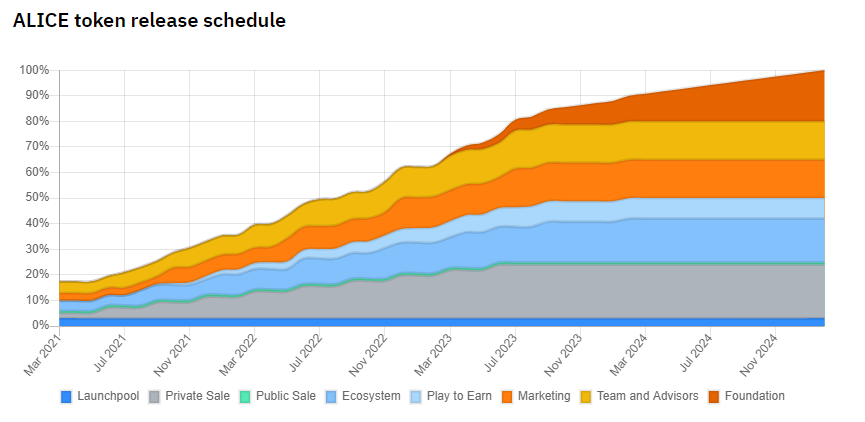 ALICE token release schedule
100%
90%
80%
70%
60%
50%
40%
30%
20%
10%
0%
Mar 2021
Jul 2021
Nov 2021
Mar 2022
Jul 2022
Nov 2022
Mar 2023
Jul 2023
Nov 2023
Mar 2024
Jul 2024
Nov 2024
Launchpool Private Sale Public Sale Ecosystem Play to Earn Marketing Team and Advisors Foundation